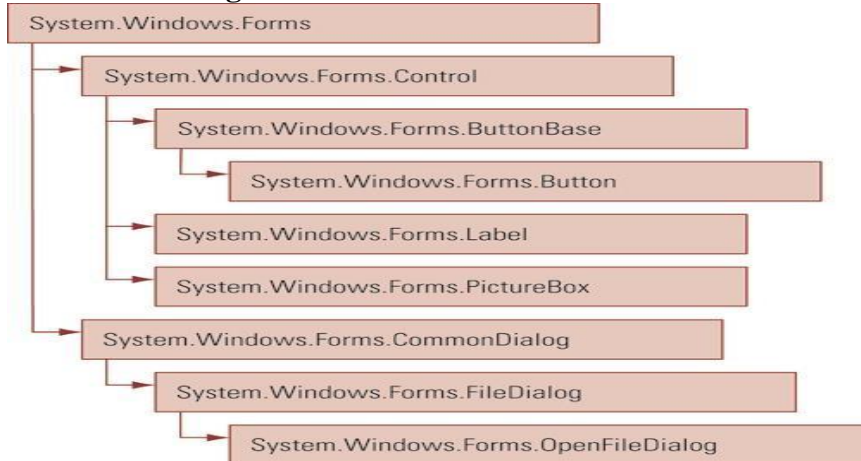 System.Windows.Forms
System.Windows.Forms.Control
System.Windows.Forms.ButtonBase
System.Windows.Forms.Button
System.Windows.Forms.Label
System.Windows.Forms.PictureBox
System.Windows.Forms.CommonDialog
System.Windows.Forms.FileDialog
System.Windows.Forms.OpenFileDialog